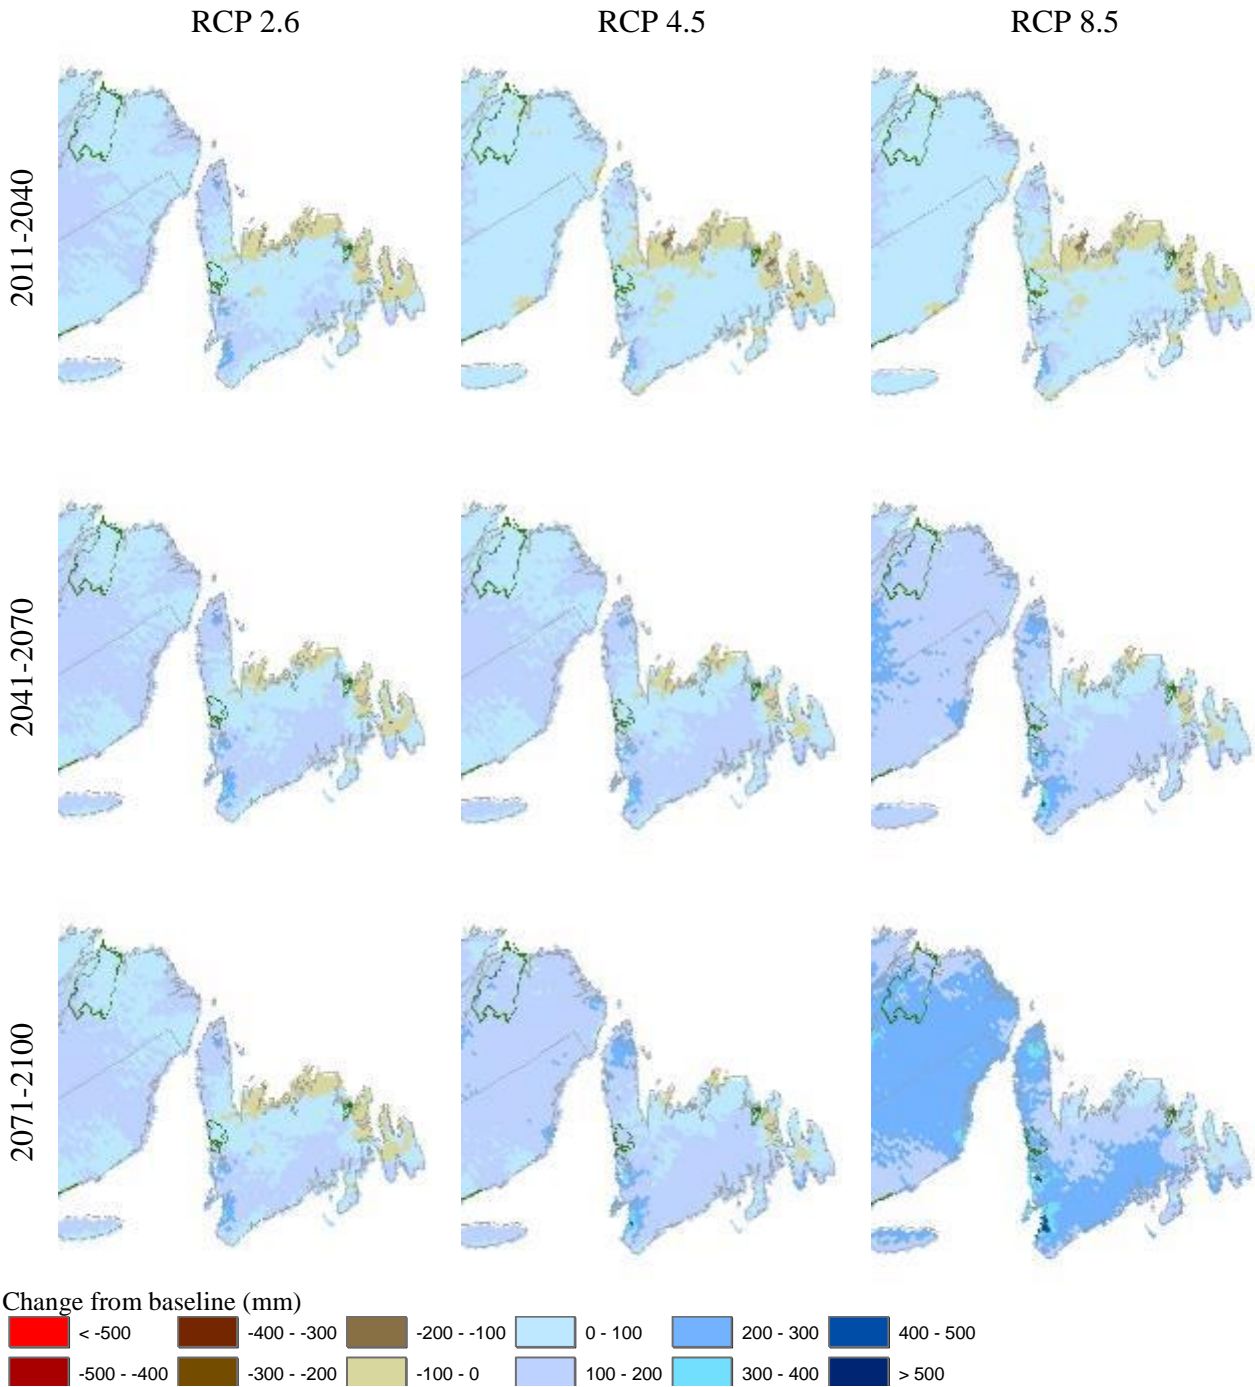 RCP 2.6 RCP 4.5 RCP 8.5
2011-2040
2041-2070
2071-2100
Change from baseline (mm)
< -500 -400 - -300 -200 - -100 0 - 100 200 - 300 400 - 500
-500 - -400 -300 - -200 -100 - 0 100 - 200 300 - 400 > 500